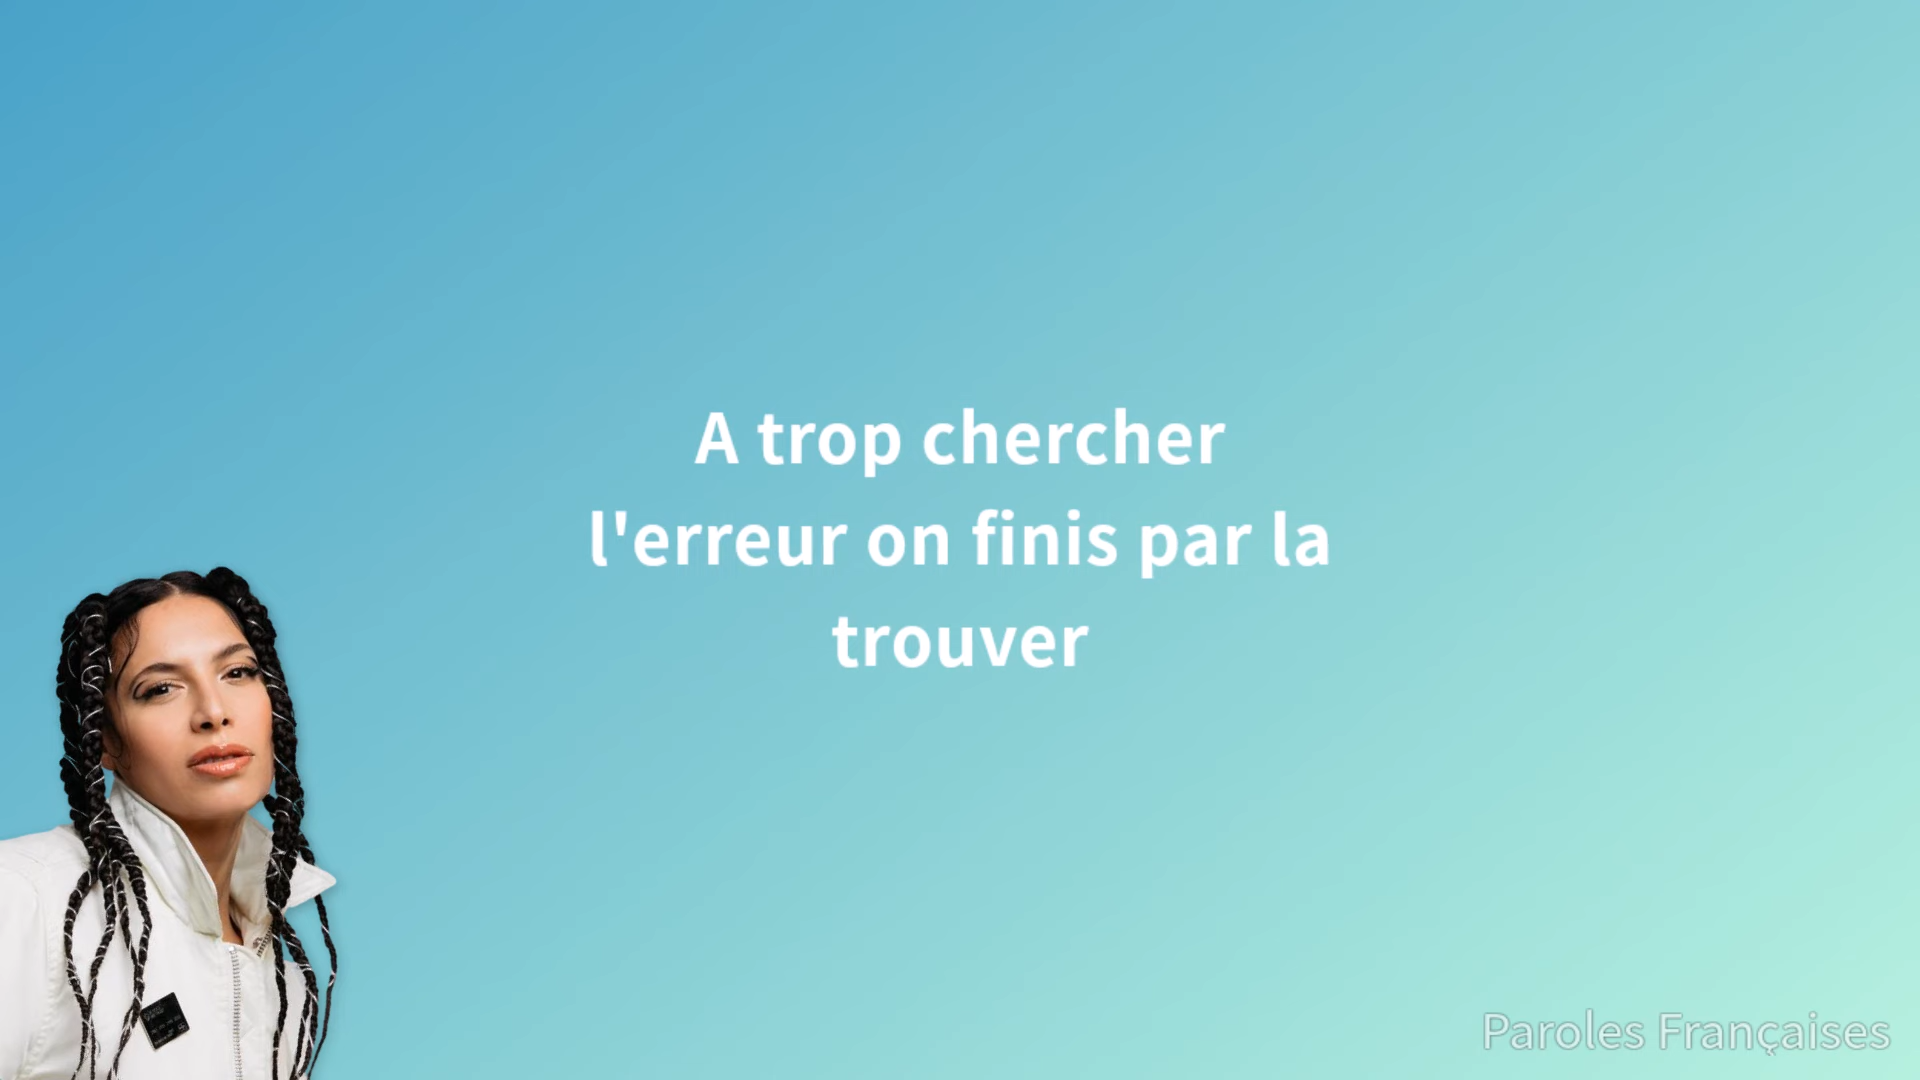 A trop chercher
l'erreur on finis par la
trouver
Paroles Françaises